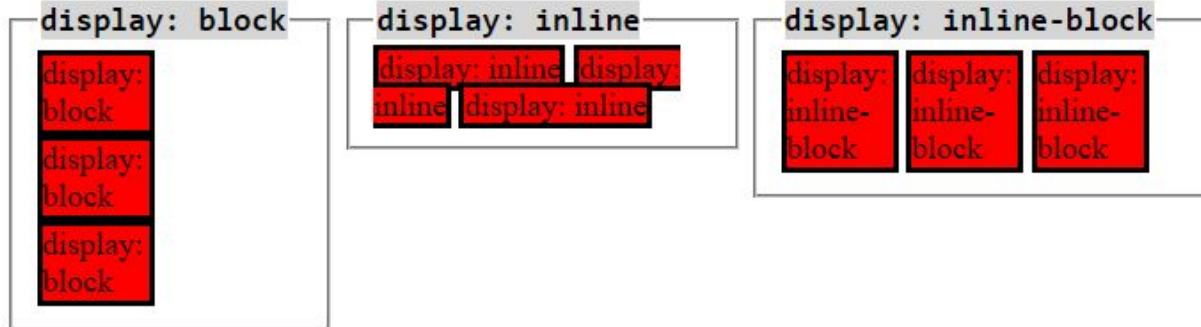 display: block
display:
block
display:
block
display:
block
display: inline
display: inline display:
inline display: inline
display: inline-block
display:
inline-
block
display:
inline-
block
display:
inline-
block